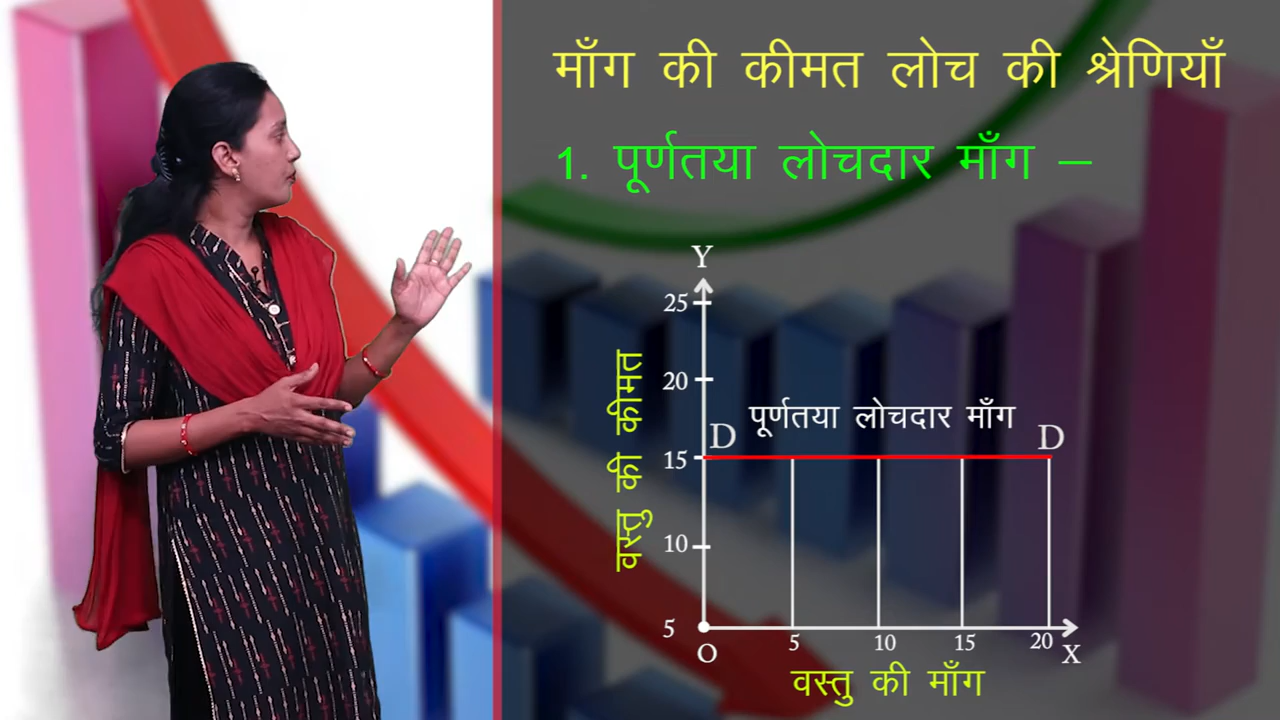 माँग की कीमत लोच की श्रेणियाँ
1. पूर्णतया लोचदार माँग –
Y
25
20
वस्तु की कीमत
D पूर्णतया लोचदार माँग D
15
10
5
O 5 10 15 20 X
वस्तु की माँग